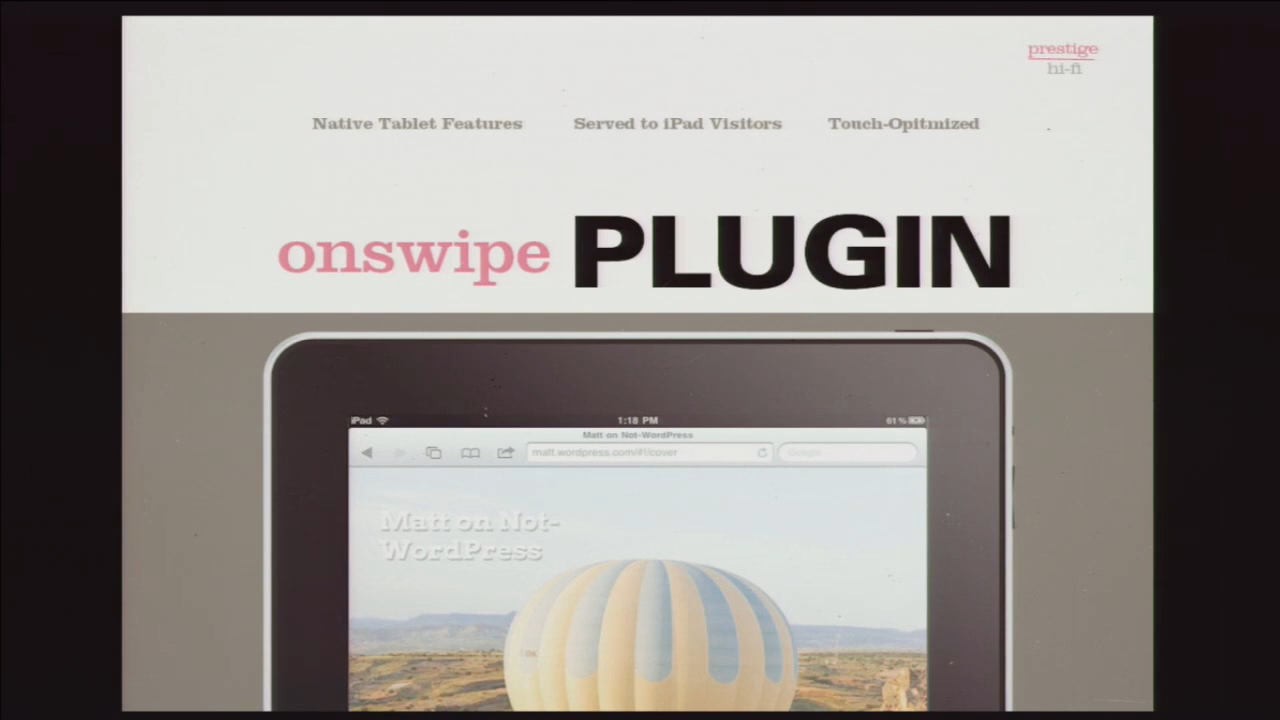 prestige
hi-fi
Native Tablet Features Served to iPad Visitors Touch-Opitmized
onswipe PLUGIN
iPad 1:18 PM 61%
Matt on Not-WordPress
matt.wordpress.com/#!/cover Google
Matt on Not-
WordPress